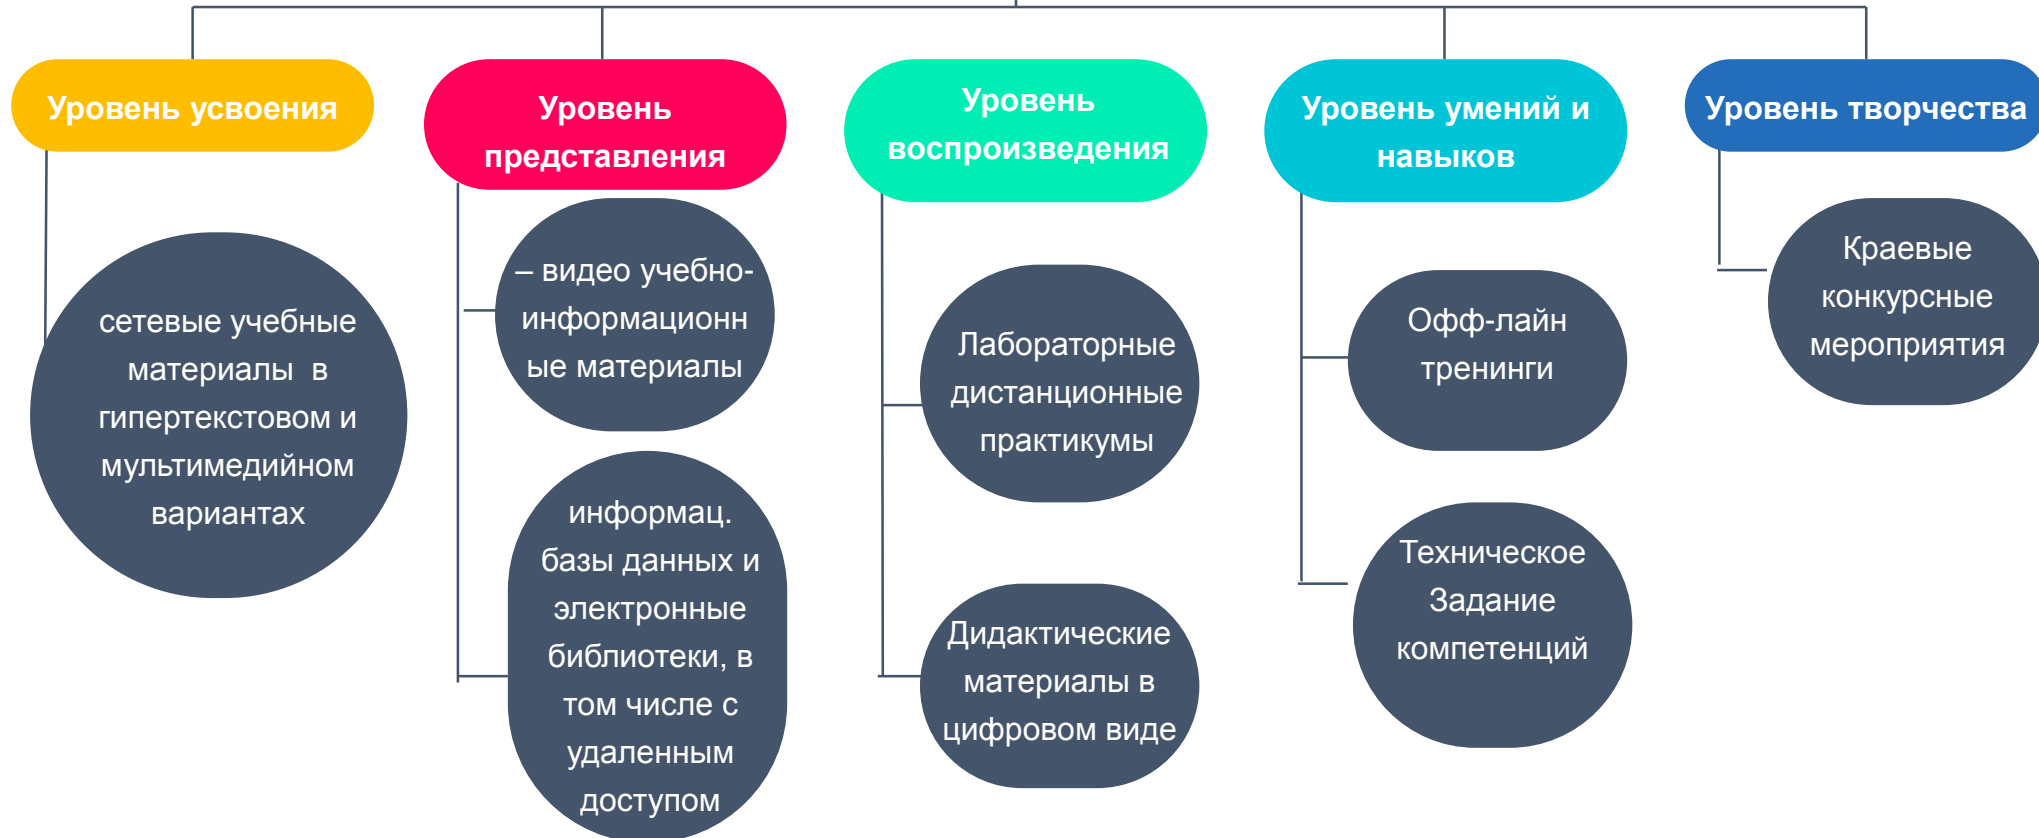 Уровень усвоения
сетевые учебные
материалы  в
гипертекстовом и
мультимедийном
вариантах
Уровень
представления
– видео учебно-
информационн
ые материалы
информац.
базы данных и
электронные
библиотеки, в
том числе с
удаленным
доступом
Уровень
воспроизведения
Лабораторные
дистанционные
практикумы
Дидактические
материалы в
цифровом виде
Уровень умений и
навыков
Офф-лайн
тренинги
Техническое
Задание
компетенций
Уровень творчества
Краевые
конкурсные
мероприятия